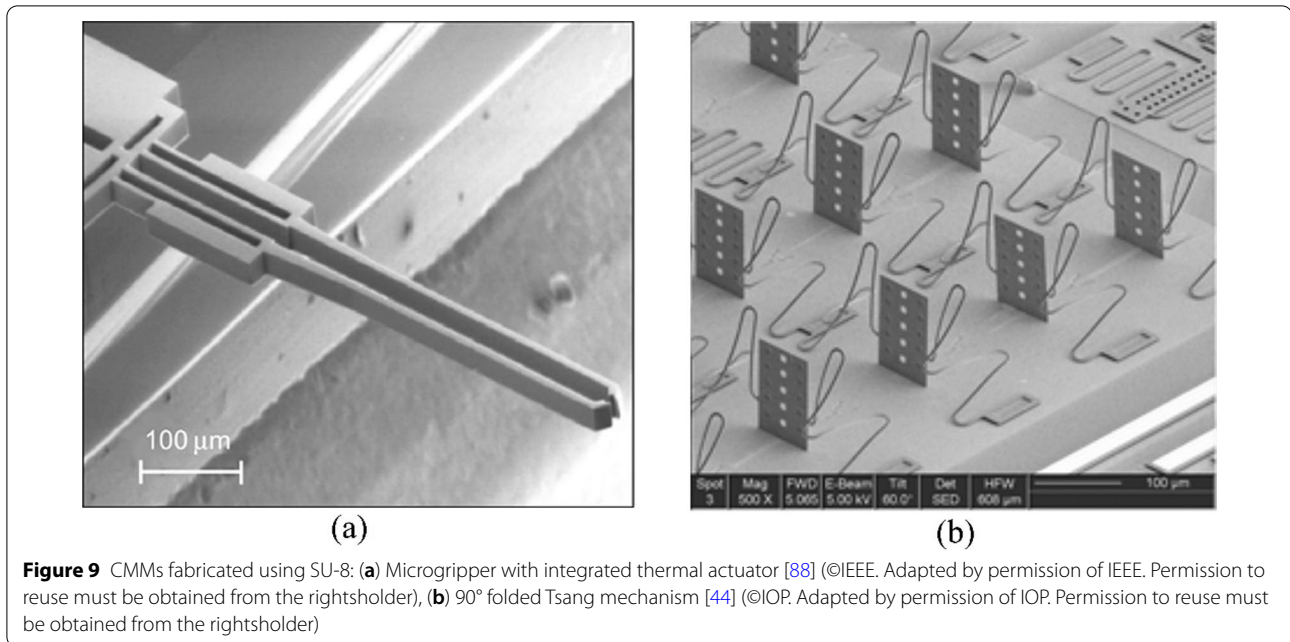 100 µm
Spot Mag FWD E-Beam Tilt Det HFW 100 µm
3 500 X 5.065 5.00 kV 60.0° SED 608 µm
(a) (b)
Figure 9 CMMs fabricated using SU-8: (a) Microgripper with integrated thermal actuator [88] (©IEEE. Adapted by permission of IEEE. Permission to
reuse must be obtained from the rightsholder), (b) 90° folded Tsang mechanism [44] (©IOP. Adapted by permission of IOP. Permission to reuse must
be obtained from the rightsholder)